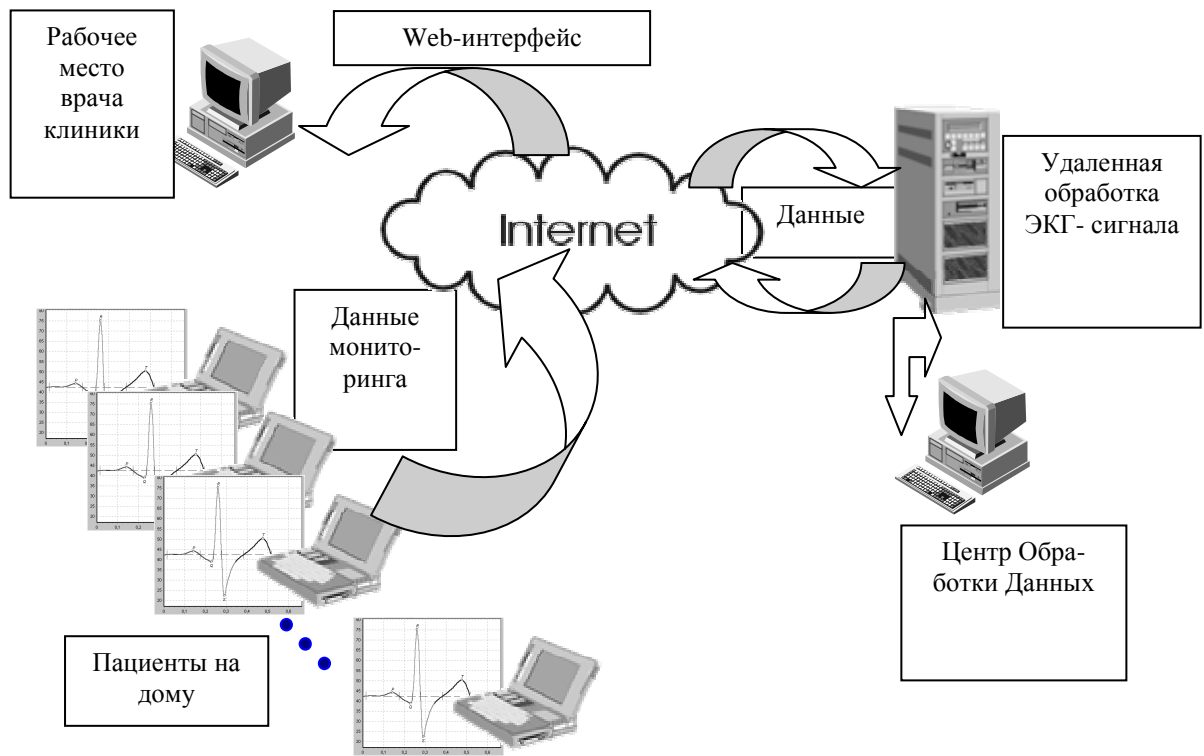 Рабочее
место
врача
клиники
Web-интерфейс
Internet
Данные
Удаленная
обработка
ЭКГ- сигнала
Данные
монито-
ринга
Центр Обра-
ботки Данных
Пациенты на
дому